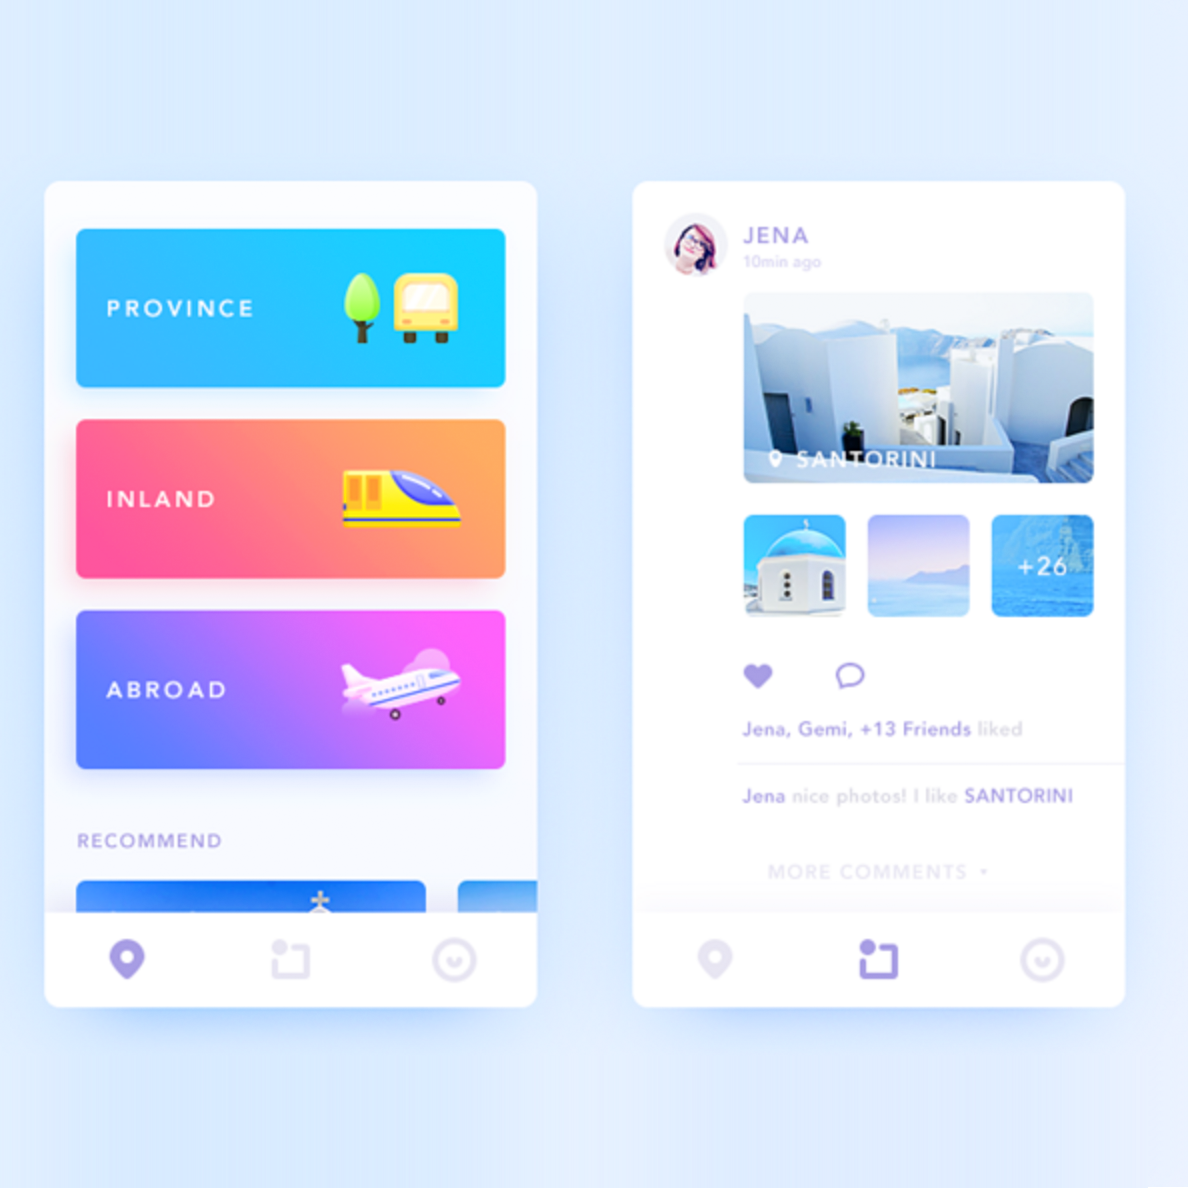 PROVINCE
INLAND
ABROAD
RECOMMEND
JENA
10min ago
SANTORINI
+26
Jena, Gemi, +13 Friends liked
Jena nice photos! I like SANTORINI
MORE COMMENTS